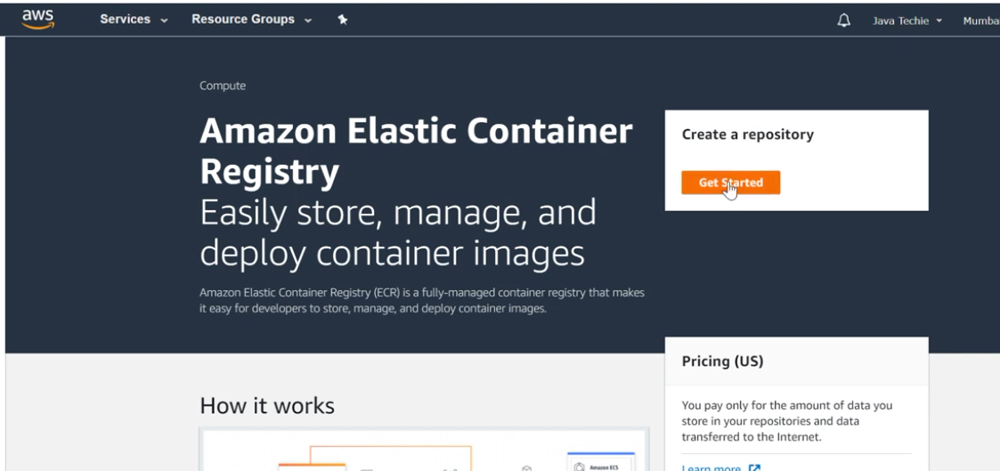 aws Services Resource Groups Java Techie
Compute
Amazon Elastic Container
Registry
Easily store, manage, and
deploy container images
Amazon Elastic Container Registry (ECR) is a fully-managed container registry that makes
it easy for developers to store, manage, and deploy container images.
Create a repository
Get Started
Pricing (US)
You pay only for the amount of data you
store in your repositories and data
transferred to the Internet.
Learn more
How it works
Amazon ECS